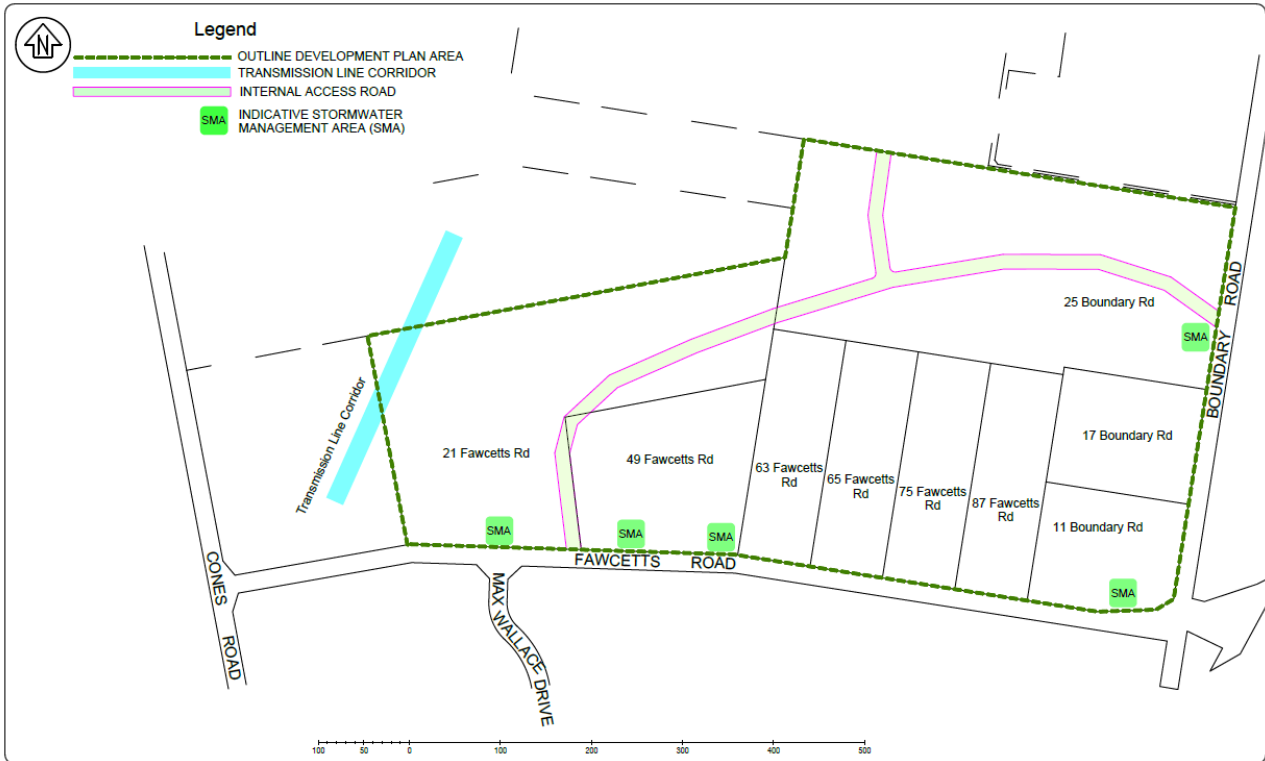 N
Legend
OUTLINE DEVELOPMENT PLAN AREA
TRANSMISSION LINE CORRIDOR
INTERNAL ACCESS ROAD
SMA
INDICATIVE STORMWATER
MANAGEMENT AREA (SMA)
25 Boundary Rd
BOUNDARY ROAD
SMA
Transmission Line Corridor
17 Boundary Rd
21 Fawcetts Rd
49 Fawcetts Rd
63 Fawcetts
Rd
65 Fawcetts
Rd
75 Fawcetts
Rd
87 Fawcetts
Rd
11 Boundary Rd
SMA
SMA
SMA
SMA
FAWCETTS ROAD
CONES ROAD
MAX WALLACE DRIVE
100 50 0 100 200 300 400 500